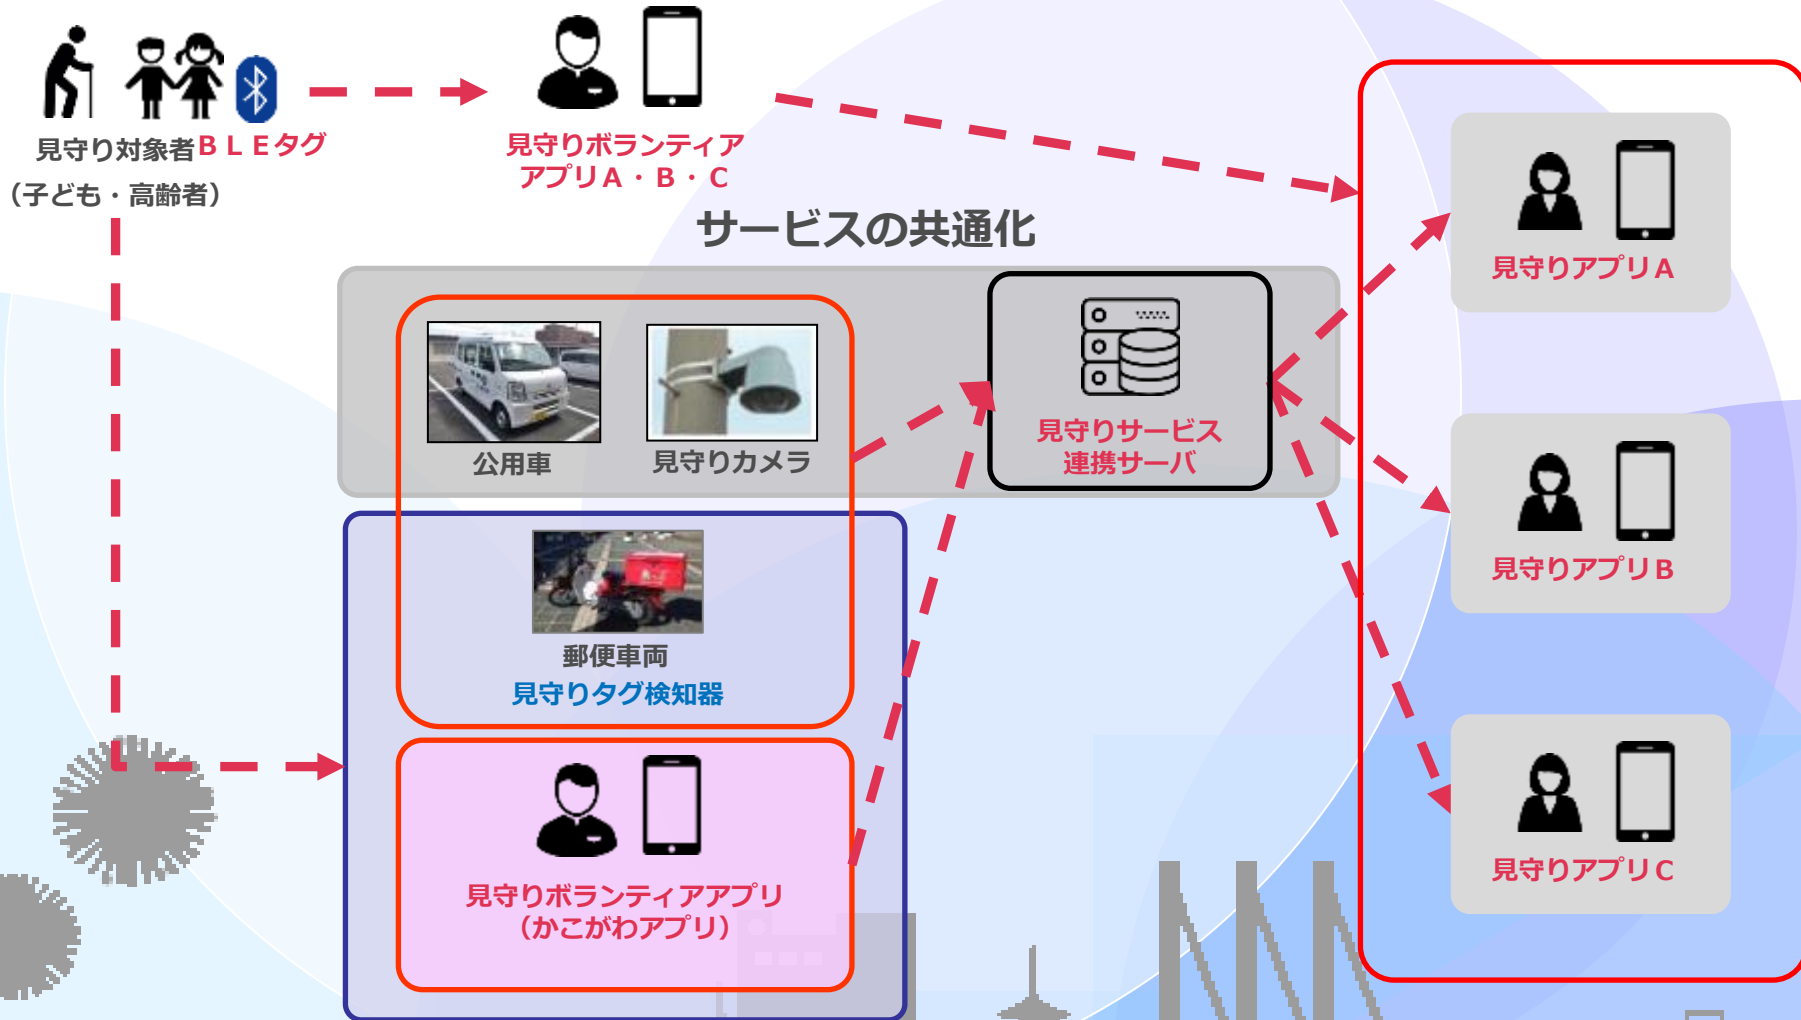 見守り対象者
BLEタグ
（子ども・高齢者）
見守りボランティア
アプリA・B・C
サービスの共通化
公用車
見守りカメラ
見守りサービス
連携サーバ
郵便車両
見守りタグ検知器
見守りボランティアアプリ
（かこがわアプリ）
見守りアプリA
見守りアプリB
見守りアプリC